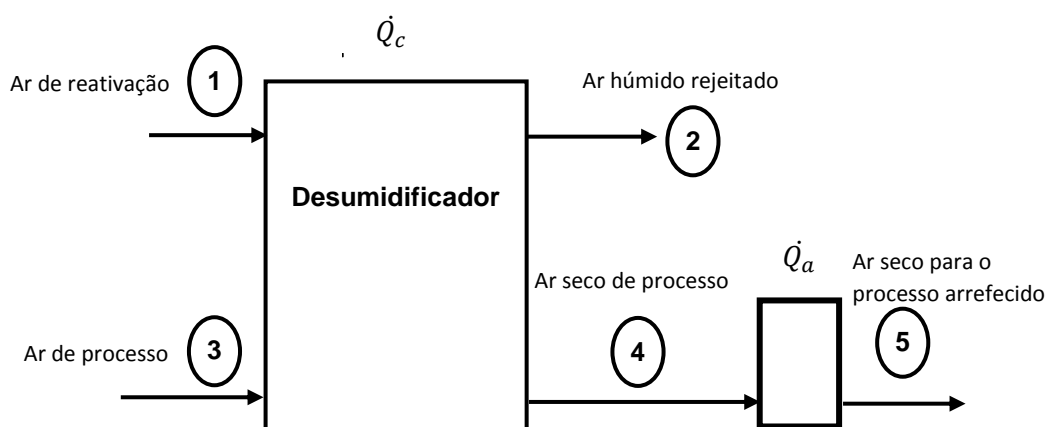 Q̇c
Ar de reativação
1
Ar húmido rejeitado
2
Desumidificador
Q̇a
Ar seco de processo
Ar seco para o
processo arrefecido
Ar de processo
3
4
5